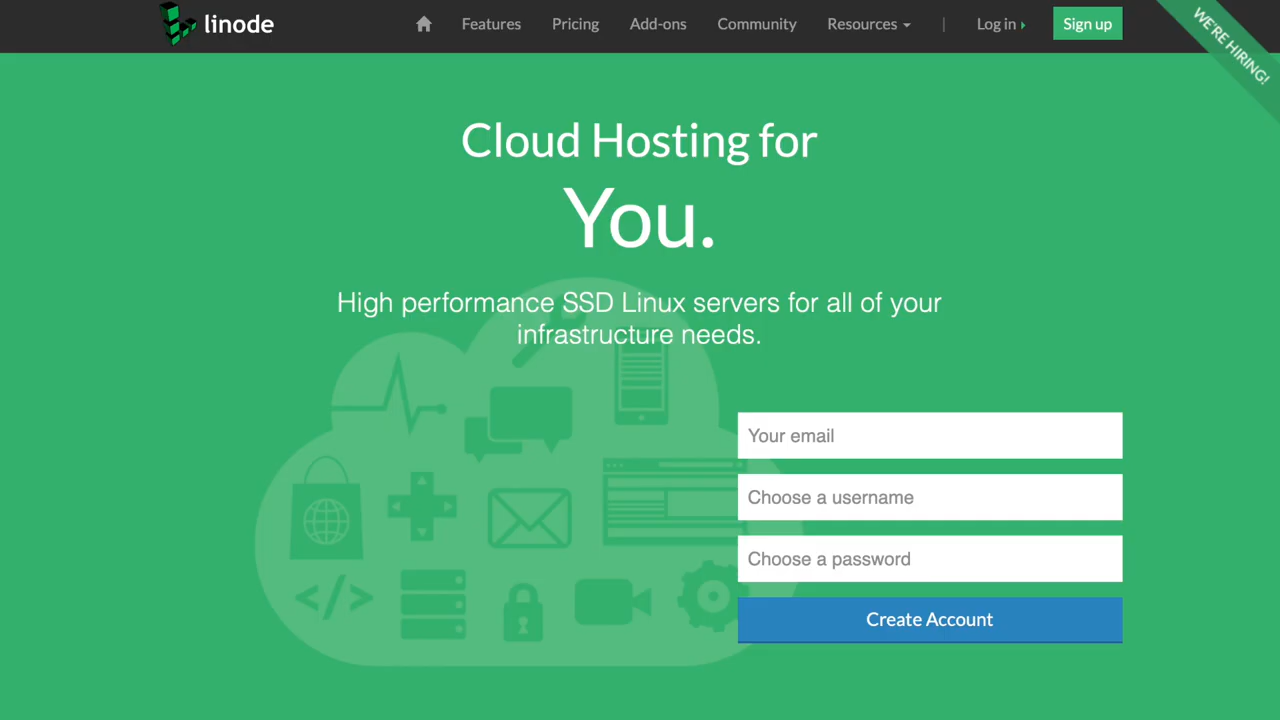 linode
Features
Pricing
Add-ons
Community
Resources
|
Log in
Sign up
WE'RE HIRING!
Cloud Hosting for
You.
High performance SSD Linux servers for all of your
infrastructure needs.
Your email
Choose a username
Choose a password
Create Account
</>